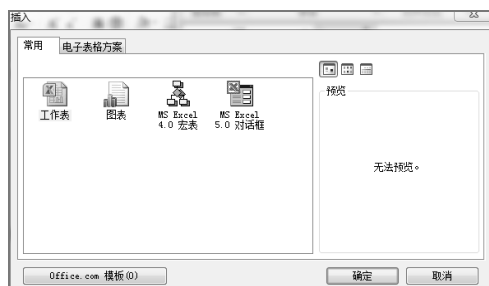 插入
常用 电子表格方案
工作表 图表 MS Excel 4.0 宏表 MS Excel 5.0 对话框
预览
无法预览。
Office.com 模板(O) 确定 取消